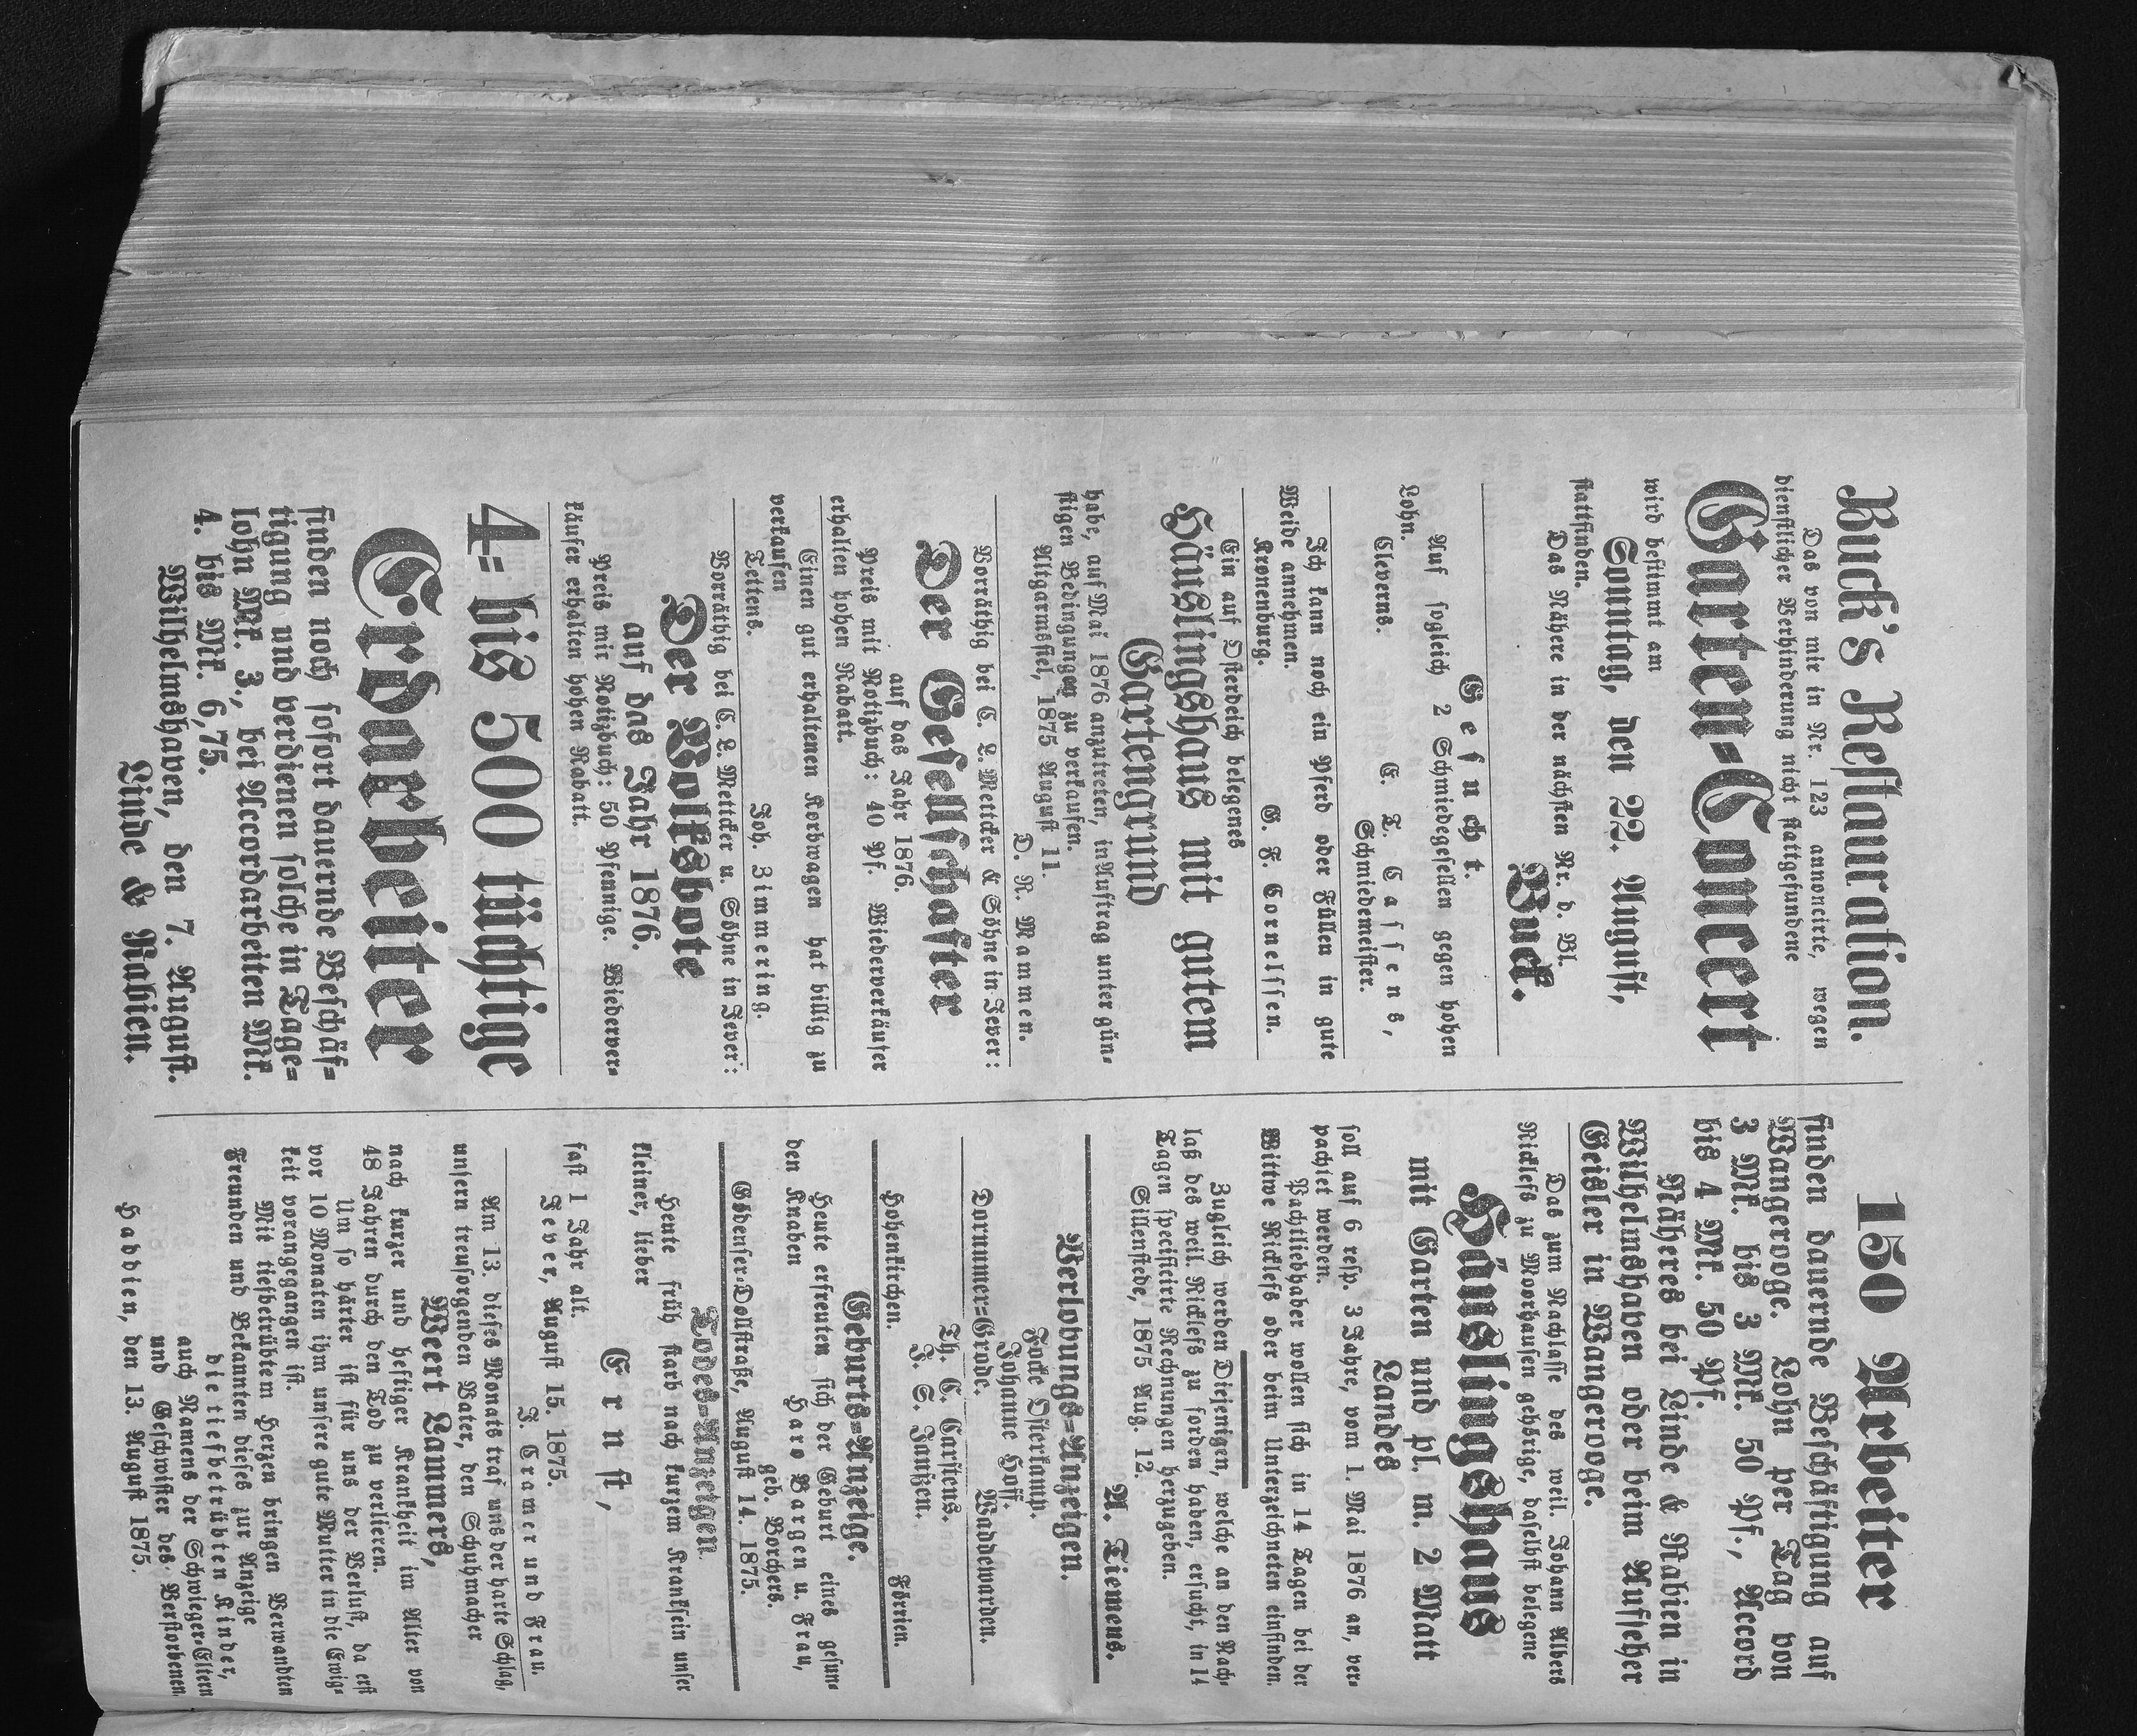 Buck's Restauration.
Das von mir in Nr. 123 annoncirte, wegen
dienstlicher Verhinderung nicht stattgefundene
Garten-Concert
wird bestimmt am
Sonntag, den 22. August,
stattfinden.
Das Nähere in der nächsten Nr. d. Bl.
Buck.
Gesucht.
Auf sogleich 2 Schmiedegesellen gegen hohen
Lohn.
Cleverns. C. T. Cassens,
Schmiedemeister.
Ich kann noch ein Pferd oder Füllen in gute
Weide annehmen.
Kronenburg. G. F. Cornelssen.
Ein auf Osterdeich belegenes
Häuslingshaus mit gutem
Gartengrund
habe, auf Mai 1876 anzutreten, in Auftrag unter gün-
stigen Bedingungen zu verkaufen.
Altgarmssiel, 1875 August 11.
D. R. Mammen.
Vorräthig bei C. L. Mettcker & Söhne in Jever:
Der Gesellschafter
auf das Jahr 1876.
Preis mit Notizbuch: 40 Pf. Wiederverkäufer
erhalten hohen Rabatt.
Einen gut erhaltenen Korbwagen hat billig zu
verkaufen
Tettens. Joh. Zimmering.
Vorräthig bei C. L. Mettcker u. Söhne in Jever:
Der Volksbote
auf das Jahr 1876.
Preis mit Notizbuch: 50 Pfennige. Wiederver-
käufer erhalten hohen Rabatt.
4- bis 500 tüchtige
Erdarbeiter
finden noch sofort dauernde Beschäf-
tigung und verdienen solche in Tage-
lohn Mk. 3, bei Accordarbeiten Mk.
4. bis Mk. 6,75.
Wilhelmshaven, den 7. August.
Linde & Rabien.
150 Arbeiter
finden dauernde Beschäftigung auf
Wangerooge. Lohn per Tag von
3 Mk. bis 3 Mk. 50 Pf., Accord
bis 4 Mk. 50 Pf.
Näheres bei Linde & Rabien in
Wilhelmshaven oder beim Aufseher
Geisler in Wangerooge.
Das zum Nachlasse des weil. Johann Albers
Ricklefs zu Moorhausen gehörige, daselbst belegene
Häuslingshaus
mit Garten und pl. m. 2 Matt
Landes
soll auf 6 resp. 3 Jahre, vom 1. Mai 1876 an, ver-
pachtet werden.
Pachtliebhaber wollen sich in 14 Tagen bei der
Wittwe Ricklefs oder beim Unterzeichneten einfinden.
Zugleich werden Diejenigen, welche an den Nach-
laß des weil. Ricklefs zu fordern haben, ersucht, in 14
Tagen specificirte Rechnungen herzugeben.
Sillenstede, 1875 Aug. 12.
A. Tiemens.
Verlobungs-Anzeigen.
Focke Osterkamp.
Johanne Hoff.
Dornumer-Grode. Waddewarden.
Th. C. Carstens.
J. S. Janßen.
Hohenkirchen. Förrien.
Geburts-Anzeige.
Heute erfreuten sich der Geburt eines gesun-
den Knaben
Haro Bargen u. Frau,
geb. Borchers.
Gödenser-Dollstraße, August 14. 1875.
Todes-Anzeigen.
Heute früh starb nach kurzem Kranksein unser
kleiner, lieber
Ernst,
fast 1 Jahr alt.
Jever, August 15. 1875.
J. Cramer und Frau.
Am 13. dieses Monats traf uns der harte Schlag,
unsern treusorgenden Vater, den Schuhmacher
Weert Lammers,
nach kurzer und heftiger Krankheit im Alter von
48 Jahren durch den Tod zu verlieren.
Um so härter ist für uns der Verlust, da erst
vor 10 Monaten ihm unsre gute Mutter in die Ewig-
keit vorangegangen ist.
Mit tiefbetrübtem Herzen bringen Verwandten
Freunden und Bekannten dieses zur Anzeige
die tiefbetrübten Kinder,
auch Namens der Schwieger-Eltern
und Geschwister des Verstorbenen.
Haddien, den 13. August 1875.